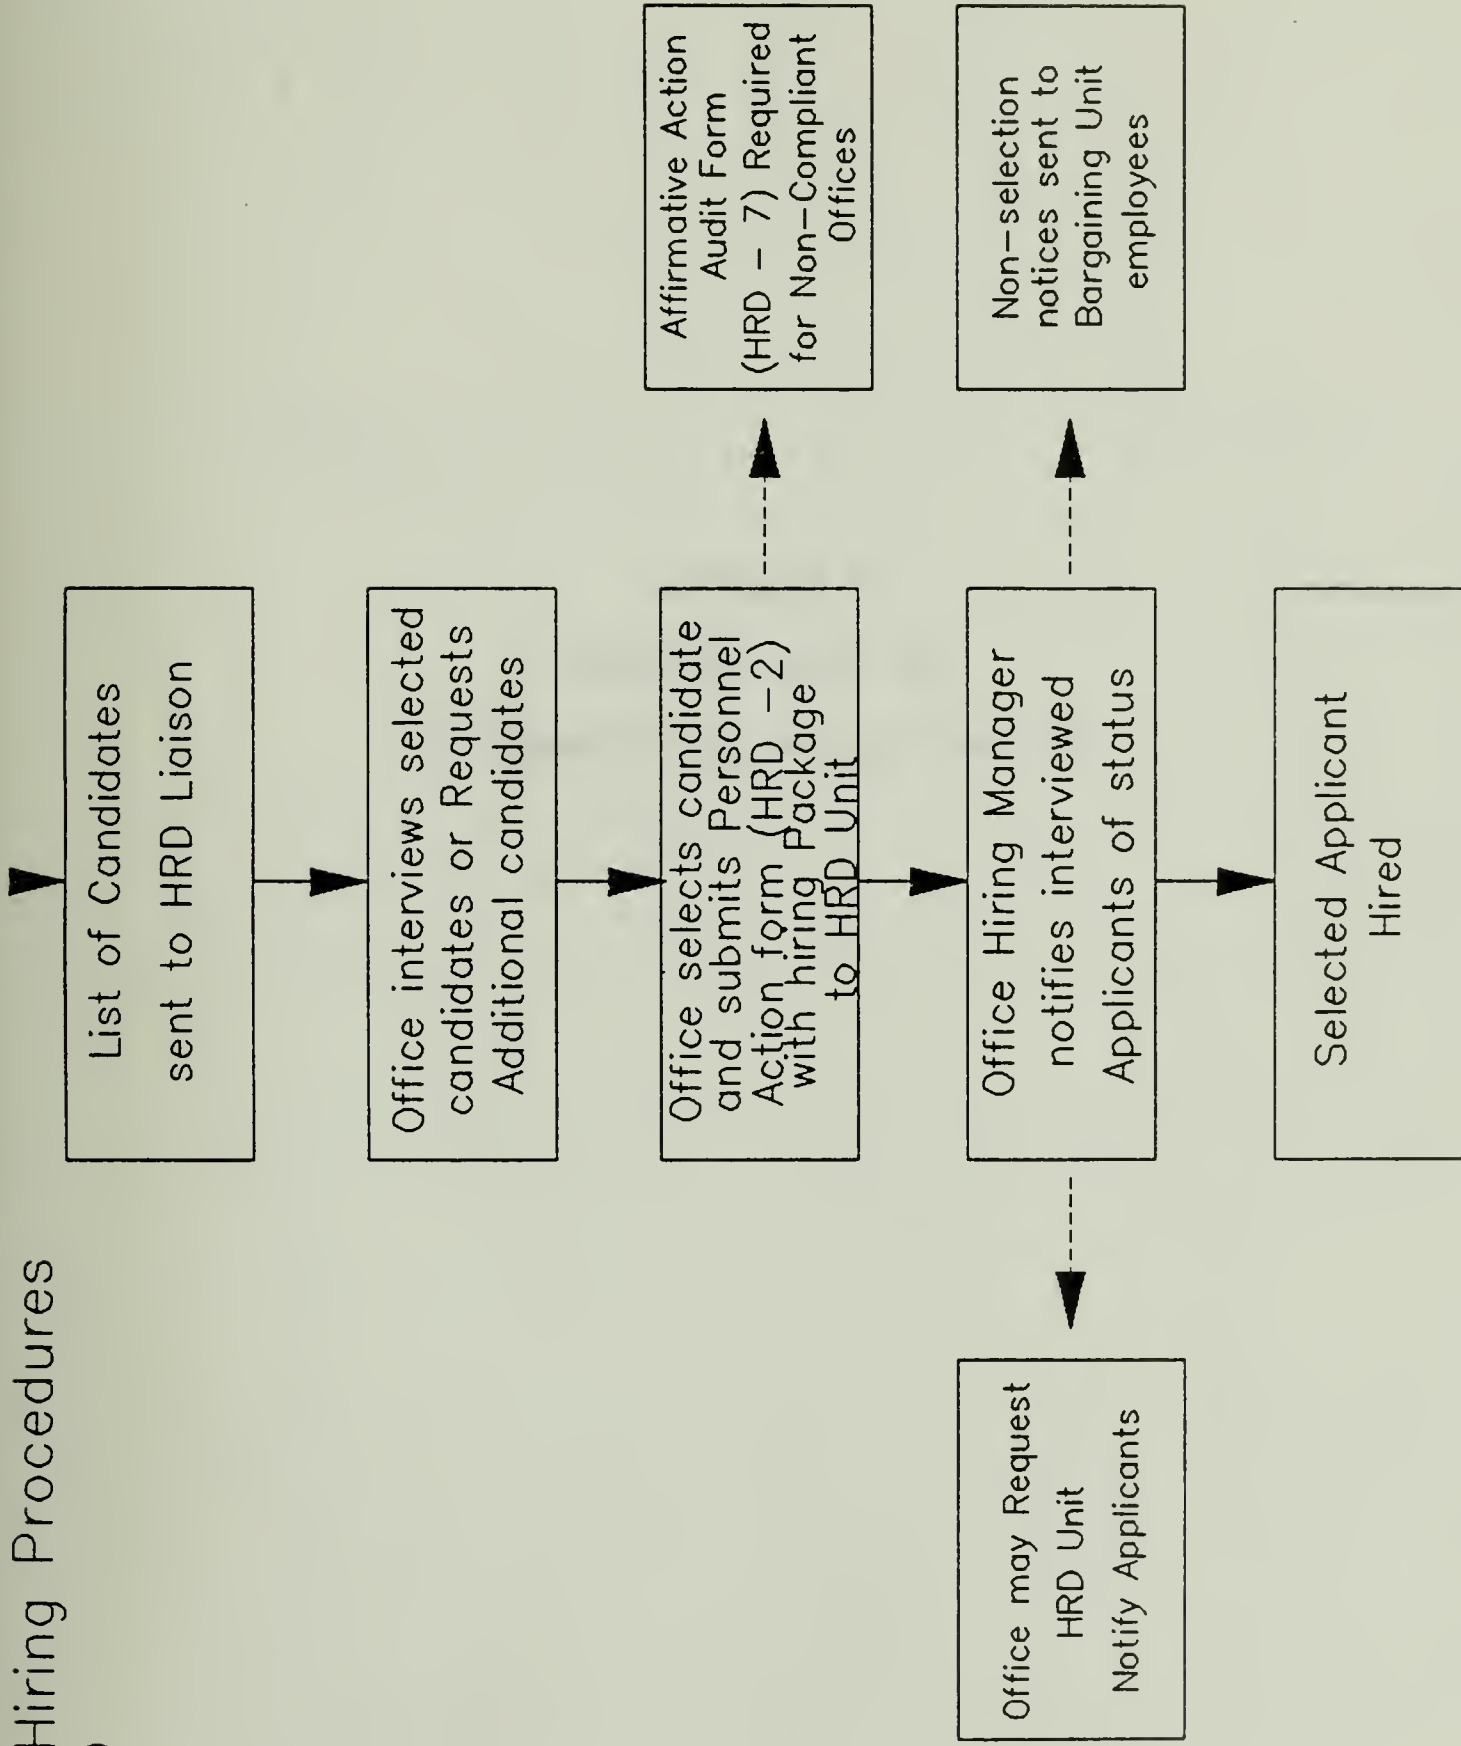 Hiring Procedures
List of Candidates
sent to HRD Liaison
Office interviews selected
candidates or Requests
Additional candidates
Office selects candidate
and submits Personnel
Action form (HRD -2)
with hiring Package
to HRD Unit
Affirmative Action
Audit Form
(HRD - 7) Required
for Non-Compliant
Offices
Office Hiring Manager
notifies interviewed
Applicants of status
Non-selection
notices sent to
Bargaining Unit
employees
Office may Request
HRD Unit
Notify Applicants
Selected Applicant
Hired